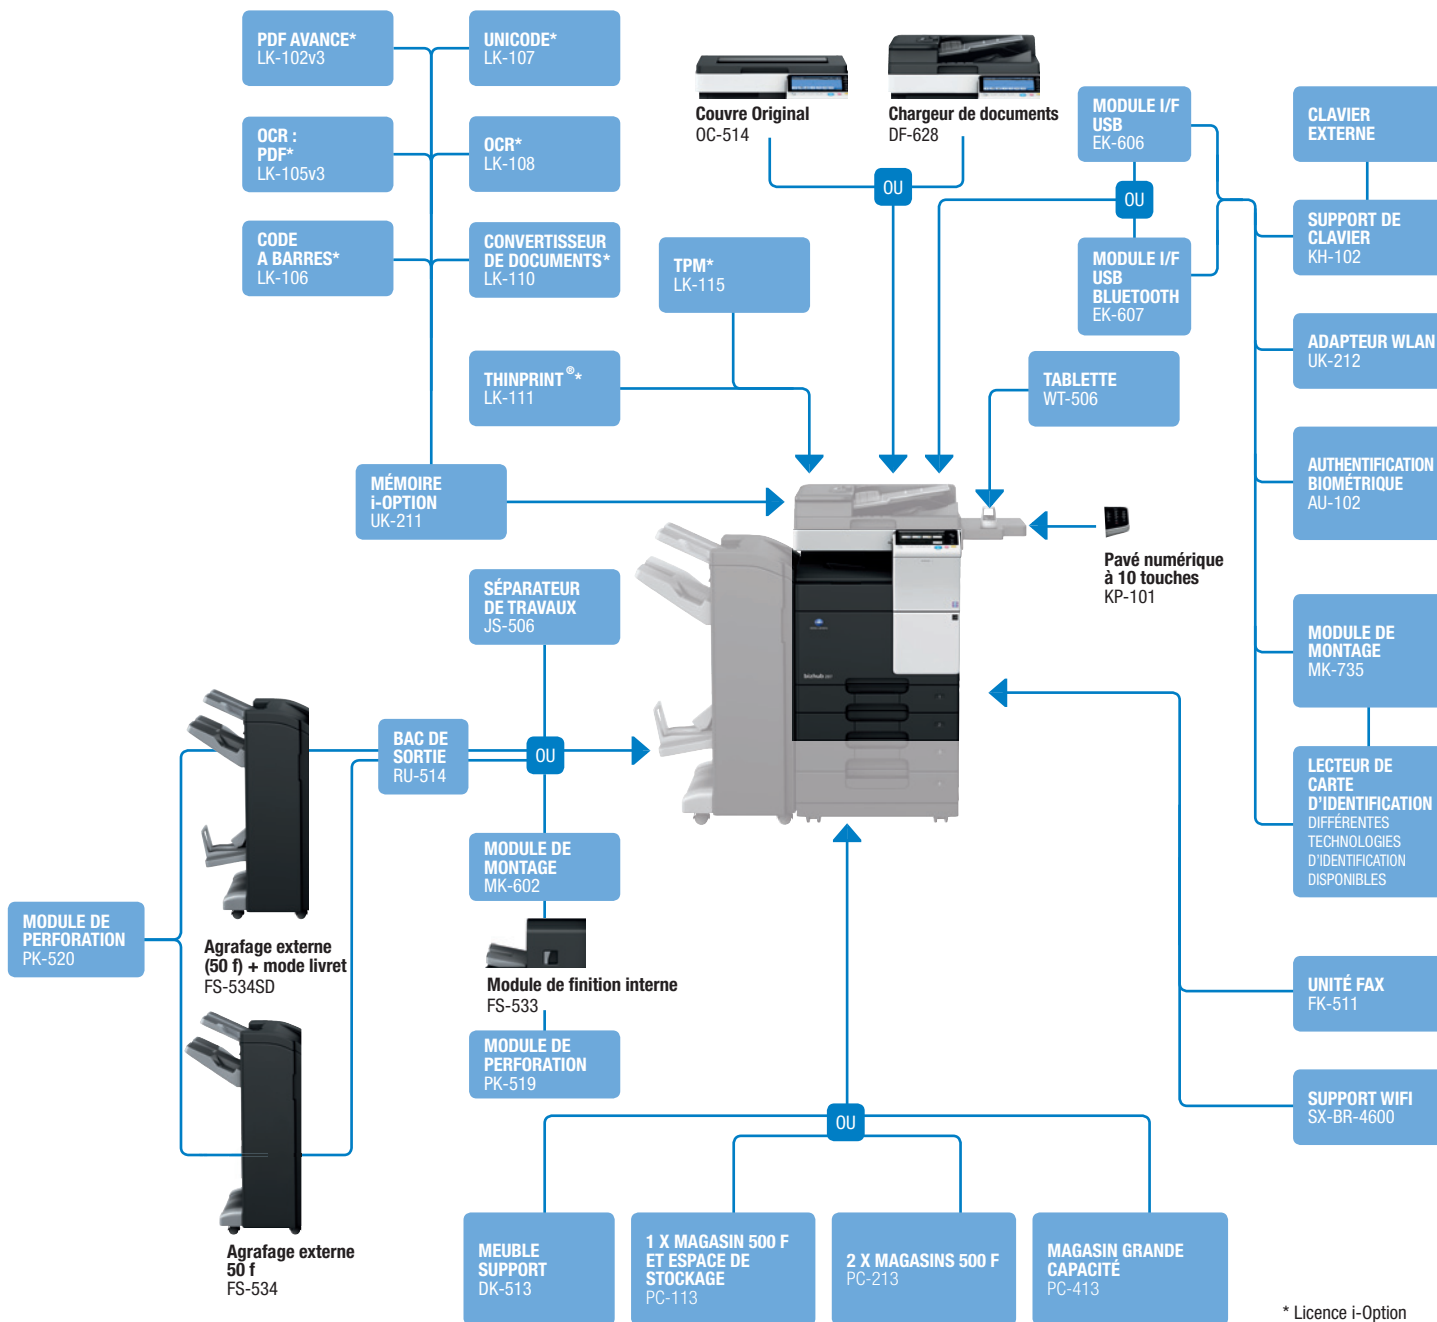 PDF AVANCE*
LK-102v3
UNICODE*
LK-107
OCR :
PDF*
LK-105v3
OCR*
LK-108
CODE
A BARRES*
LK-106
CONVERTISSEUR
DE DOCUMENTS*
LK-110
TPM*
LK-115
THINPRINT®*
LK-111
MÉMOIRE
i-OPTION
UK-211
Couvre Original
OC-514
Chargeur de documents
DF-628
OU
MODULE I/F
USB
EK-606
OU
MODULE I/F
USB
BLUETOOTH
EK-607
CLAVIER
EXTERNE
SUPPORT DE
CLAVIER
KH-102
ADAPTEUR WLAN
UK-212
TABLETTE
WT-506
AUTHENTIFICATION
BIOMÉTRIQUE
AU-102
Pavé numérique
à 10 touches
KP-101
MODULE DE
MONTAGE
MK-735
LECTEUR DE
CARTE
D'IDENTIFICATION
DIFFÉRENTES
TECHNOLOGIES
D'IDENTIFICATION
DISPONIBLES
SÉPARATEUR
DE TRAVAUX
JS-506
BAC DE
SORTIE
RU-514
OU
bizhub
MODULE DE
MONTAGE
MK-602
Module de finition interne
FS-533
MODULE DE
PERFORATION
PK-519
MODULE DE
PERFORATION
PK-520
Agrafage externe
(50 f) + mode livret
FS-534SD
Agrafage externe
50 f
FS-534
UNITÉ FAX
FK-511
SUPPORT WIFI
SX-BR-4600
OU
MEUBLE
SUPPORT
DK-513
1 X MAGASIN 500 F
ET ESPACE DE
STOCKAGE
PC-113
2 X MAGASINS 500 F
PC-213
MAGASIN GRANDE
CAPACITÉ
PC-413
* Licence i-Option